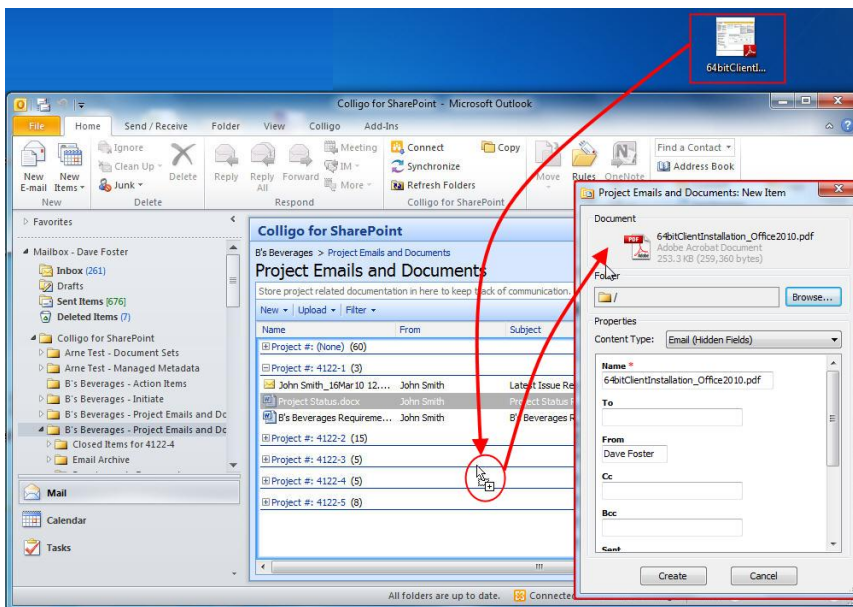 64bitClientI...
Colligo for SharePoint - Microsoft Outlook
File Home Send / Receive Folder View Colligo Add-Ins
New E-mail
New Items
Ignore
Clean Up
Junk
Delete
Reply
Reply All
Forward
Meeting
IM
More
Connect
Synchronize
Refresh Folders
Copy
Move
Rules
OneNote
Find a Contact
Address Book
New Delete Respond Colligo for SharePoint
Favorites
Mailbox - Dave Foster
Inbox (261)
Drafts
Sent Items [676]
Deleted Items (7)
Colligo for SharePoint
Arne Test - Document Sets
Arne Test - Managed Metadata
B's Beverages - Action Items
B's Beverages - Initiate
B's Beverages - Project Emails and Dc
B's Beverages - Project Emails and Dc
Closed Items for 4122-4
Email Archive
Mail
Calendar
Tasks
Colligo for SharePoint
B's Beverages > Project Emails and Documents
Project Emails and Documents
Store project related documentation in here to keep track of communication.
New Upload Filter
Name From Subject
Project #: (None) (60)
Project #: 4122-1 (3)
John Smith_16Mar10 12.... John Smith Latest Issue Re
Project Status.docx John Smith Project Status
B's Beverages Requireme... John Smith B's Beverages R
Project #: 4122-2 (15)
Project #: 4122-3 (5)
Project #: 4122-4 (5)
Project #: 4122-5 (8)
All folders are up to date. Connected
Project Emails and Documents: New Item
Document
64bitClientInstallation_Office2010.pdf
Adobe Acrobat Document
253.3 KB (259,360 bytes)
Folder
/
Browse...
Properties
Content Type: Email (Hidden Fields)
Name *
64bitClientInstallation_Office2010.pdf
To
From
Dave Foster
Cc
Bcc
Sent
Create Cancel